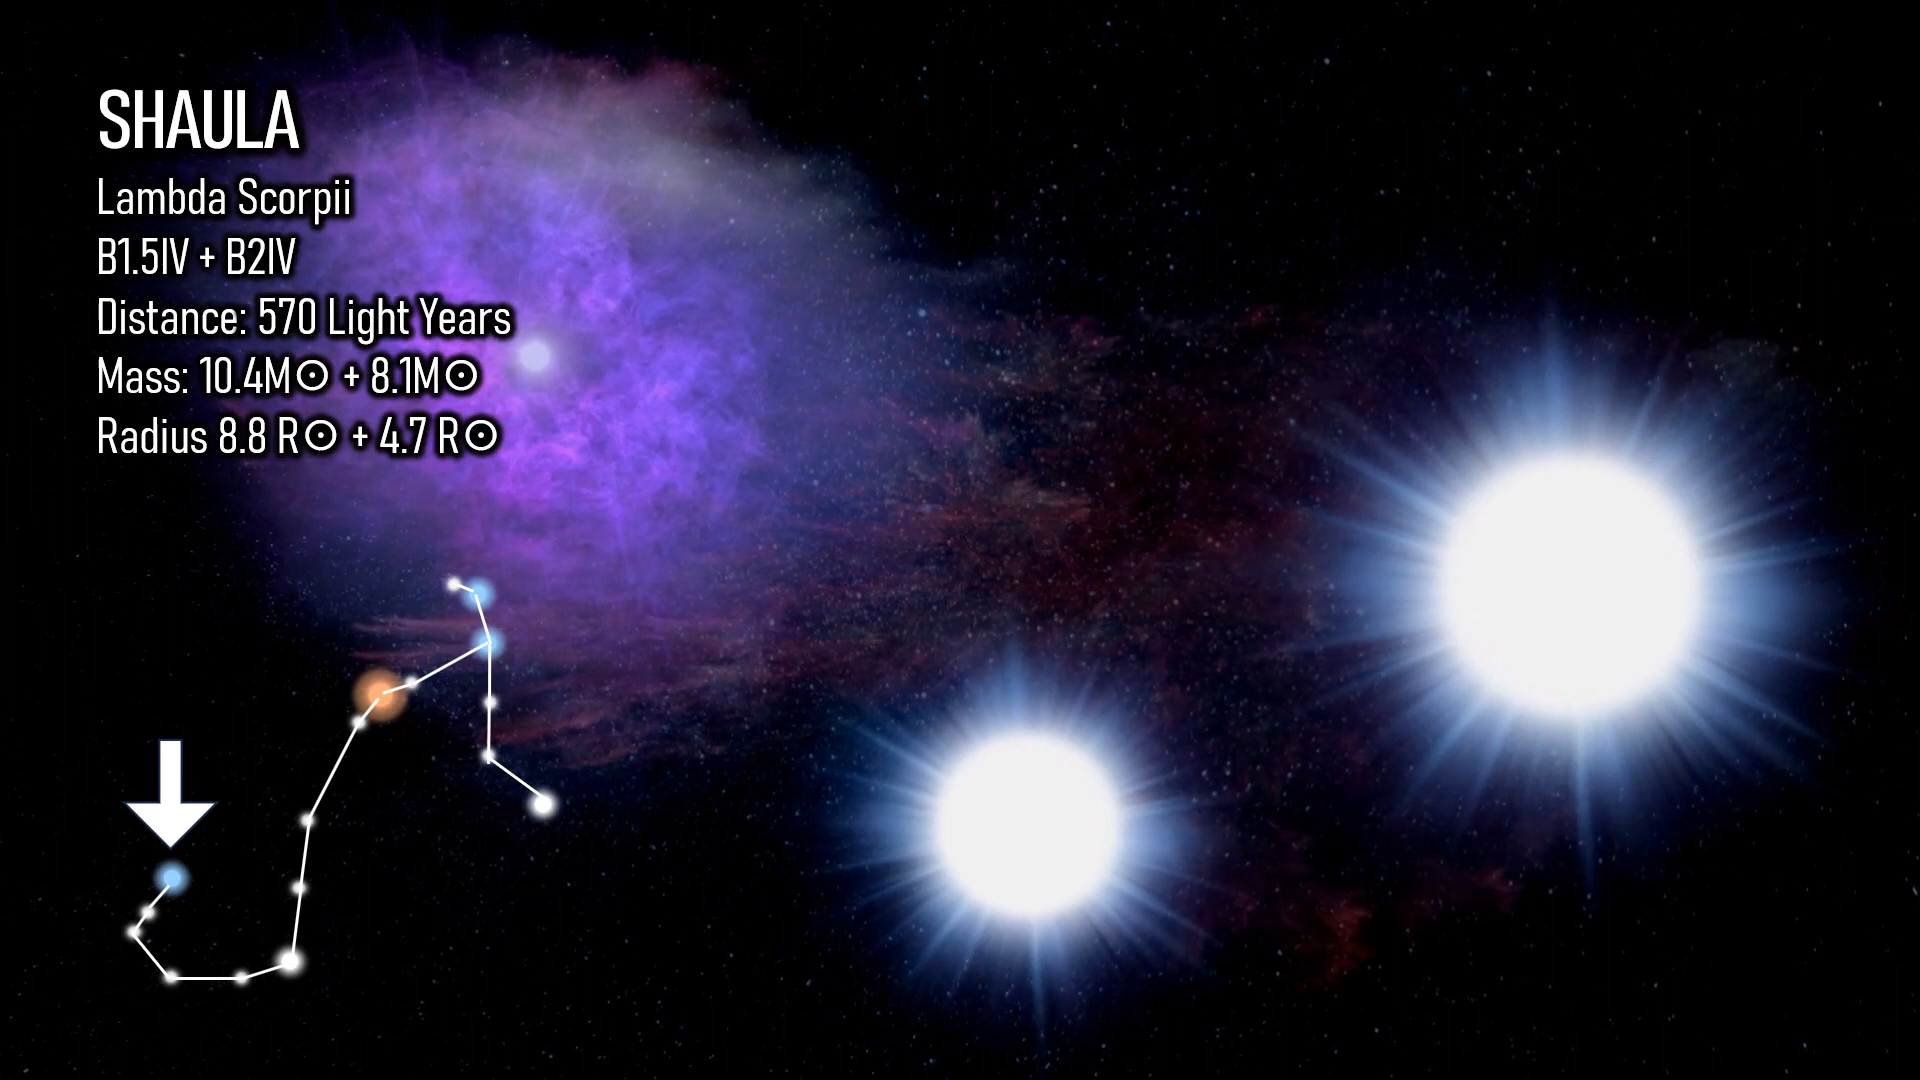 SHAULA
Lambda Scorpii
B1.5IV + B2IV
Distance: 570 Light Years
Mass: 10.4M☉ + 8.1M☉
Radius 8.8 R☉ + 4.7 R☉